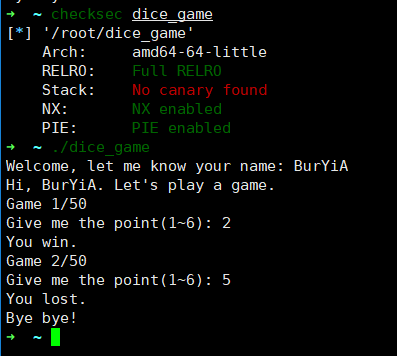 ➜  ~ checksec dice_game
[*] '/root/dice_game'
    Arch:     amd64-64-little
    RELRO:    Full RELRO
    Stack:    No canary found
    NX:       NX enabled
    PIE:      PIE enabled
➜  ~ ./dice_game
Welcome, let me know your name: BurYiA
Hi, BurYiA. Let's play a game.
Game 1/50
Give me the point(1~6): 2
You win.
Game 2/50
Give me the point(1~6): 5
You lost.
Bye bye!
➜  ~